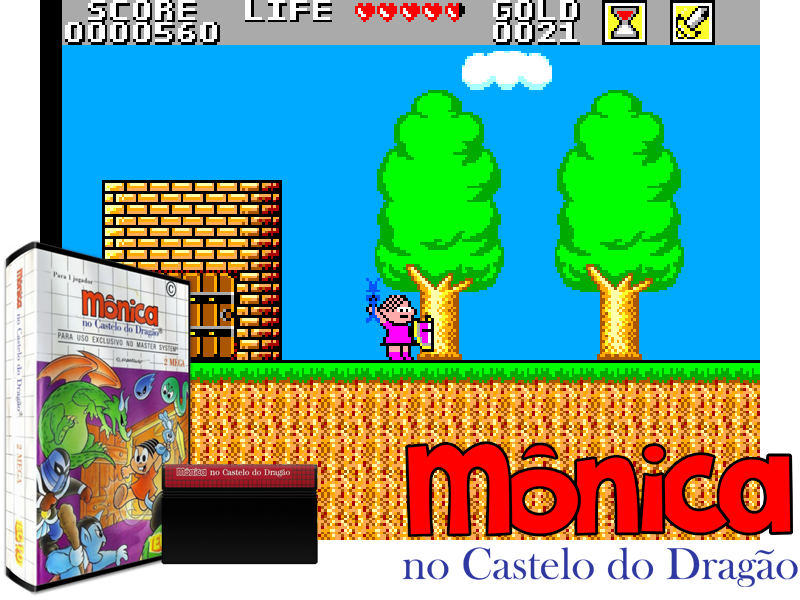 SCORE LIFE GOLD
0000560 0021
Para 1 jogador
©
mônica
no Castelo do Dragão®
PARA USO EXCLUSIVO NO MASTER SYSTEM
2 MEGA
mônica no Castelo do Dragão®
2 MEGA
mônica no Castelo do Dragão
mônica
no Castelo do Dragão